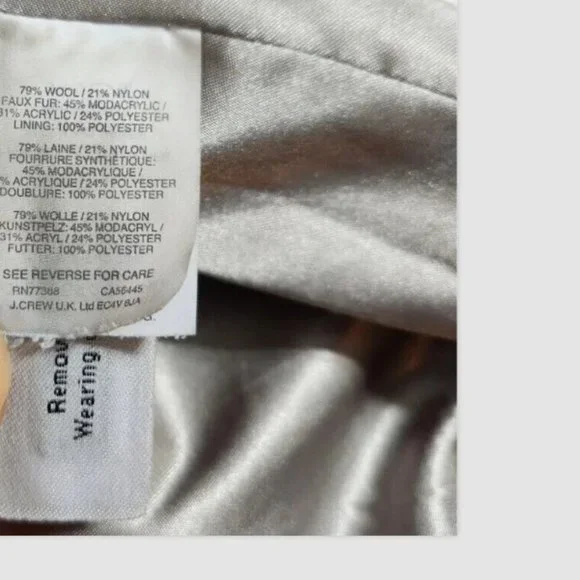 79% WOOL / 21% NYLON
FAUX FUR: 45% MODACRYLIC /
31% ACRYLIC / 24% POLYESTER
LINING: 100% POLYESTER
79% LAINE / 21% NYLON
FOURRURE SYNTHÉTIQUE:
45% MODACRYLIQUE /
% ACRYLIQUE / 24% POLYESTER
DOUBLURE: 100% POLYESTER
79% WOLLE / 21% NYLON
KUNSTPELZ: 45% MODACRYL /
31% ACRYL / 24% POLYESTER
FUTTER: 100% POLYESTER
SEE REVERSE FOR CARE
RN77368 CA56445
J.CREW U.K. Ltd EC4V 6JA
Remov
Wearing